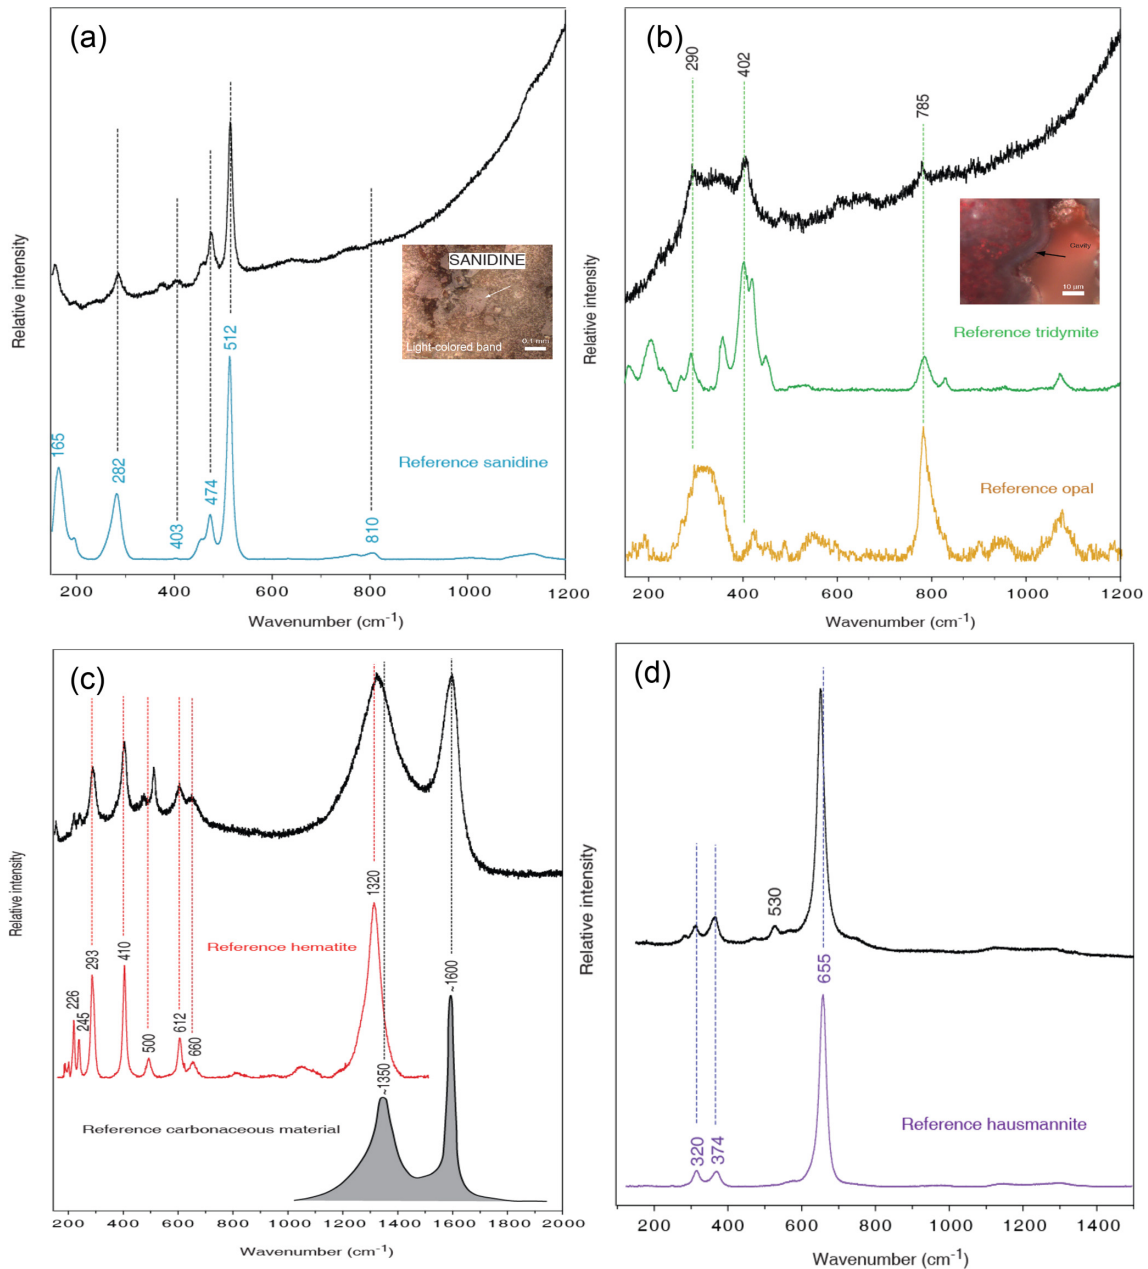 (a)
Relative intensity
SANIDINE
0.1 mm
Light-colored band
165
282
403
474
512
810
Reference sanidine
200 400 600 800 1000 1200
Wavenumber (cm⁻¹)
(b)
290
402
785
Relative intensity
Cavity
10 µm
Reference tridymite
Reference opal
200 400 600 800 1000 1200
Wavenumber (cm⁻¹)
(c)
Relative intensity
226
245
293
410
500
612
660
1320
~1350
~1600
Reference hematite
Reference carbonaceous material
200 400 600 800 1000 1200 1400 1600 1800 2000
Wavenumber (cm⁻¹)
(d)
Relative intensity
530
655
Reference hausmannite
320
374
200 400 600 800 1000 1200 1400
Wavenumber (cm⁻¹)